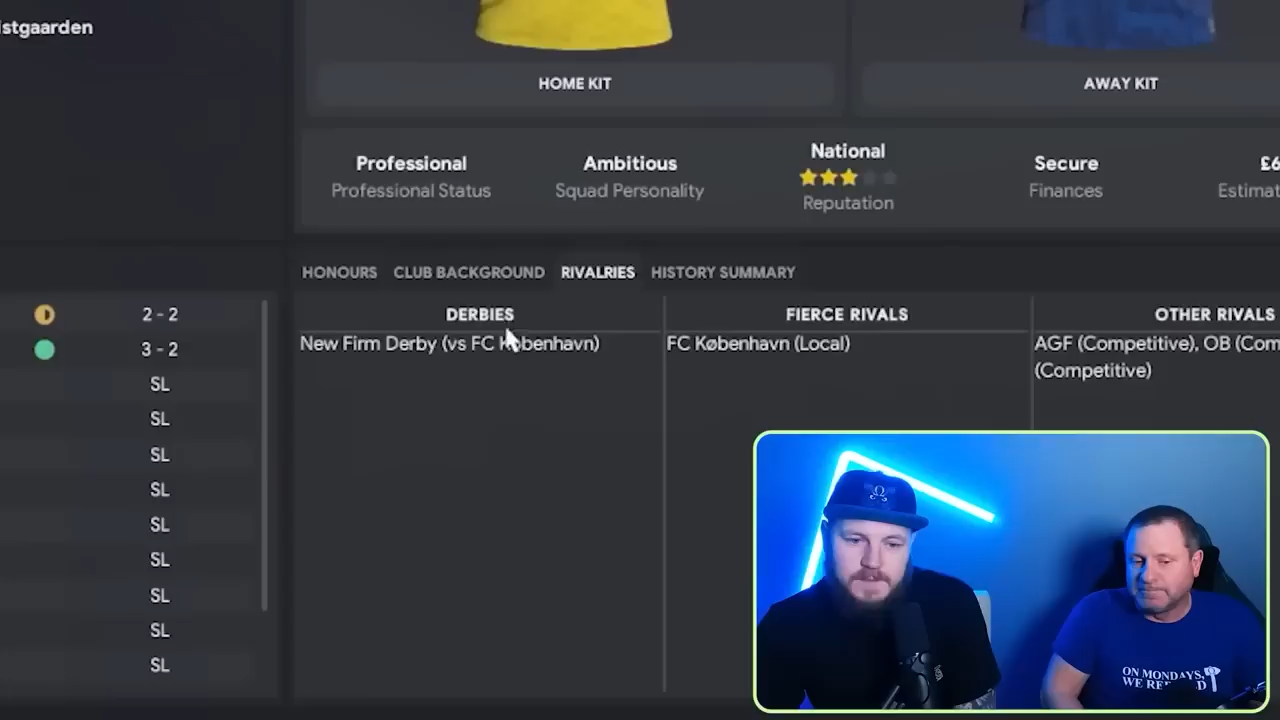 istgaarden
HOME KIT
AWAY KIT
Professional
Professional Status
Ambitious
Squad Personality
National
Reputation
Secure
Finances
£6
Estimat
HONOURS
CLUB BACKGROUND
RIVALRIES
HISTORY SUMMARY
2 - 2
3 - 2
SL
SL
SL
SL
SL
SL
SL
SL
SL
DERBIES
New Firm Derby (vs FC København)
FIERCE RIVALS
FC København (Local)
OTHER RIVALS
AGF (Competitive), OB (Com
(Competitive)
Ω
ON MONDAYS,
WE